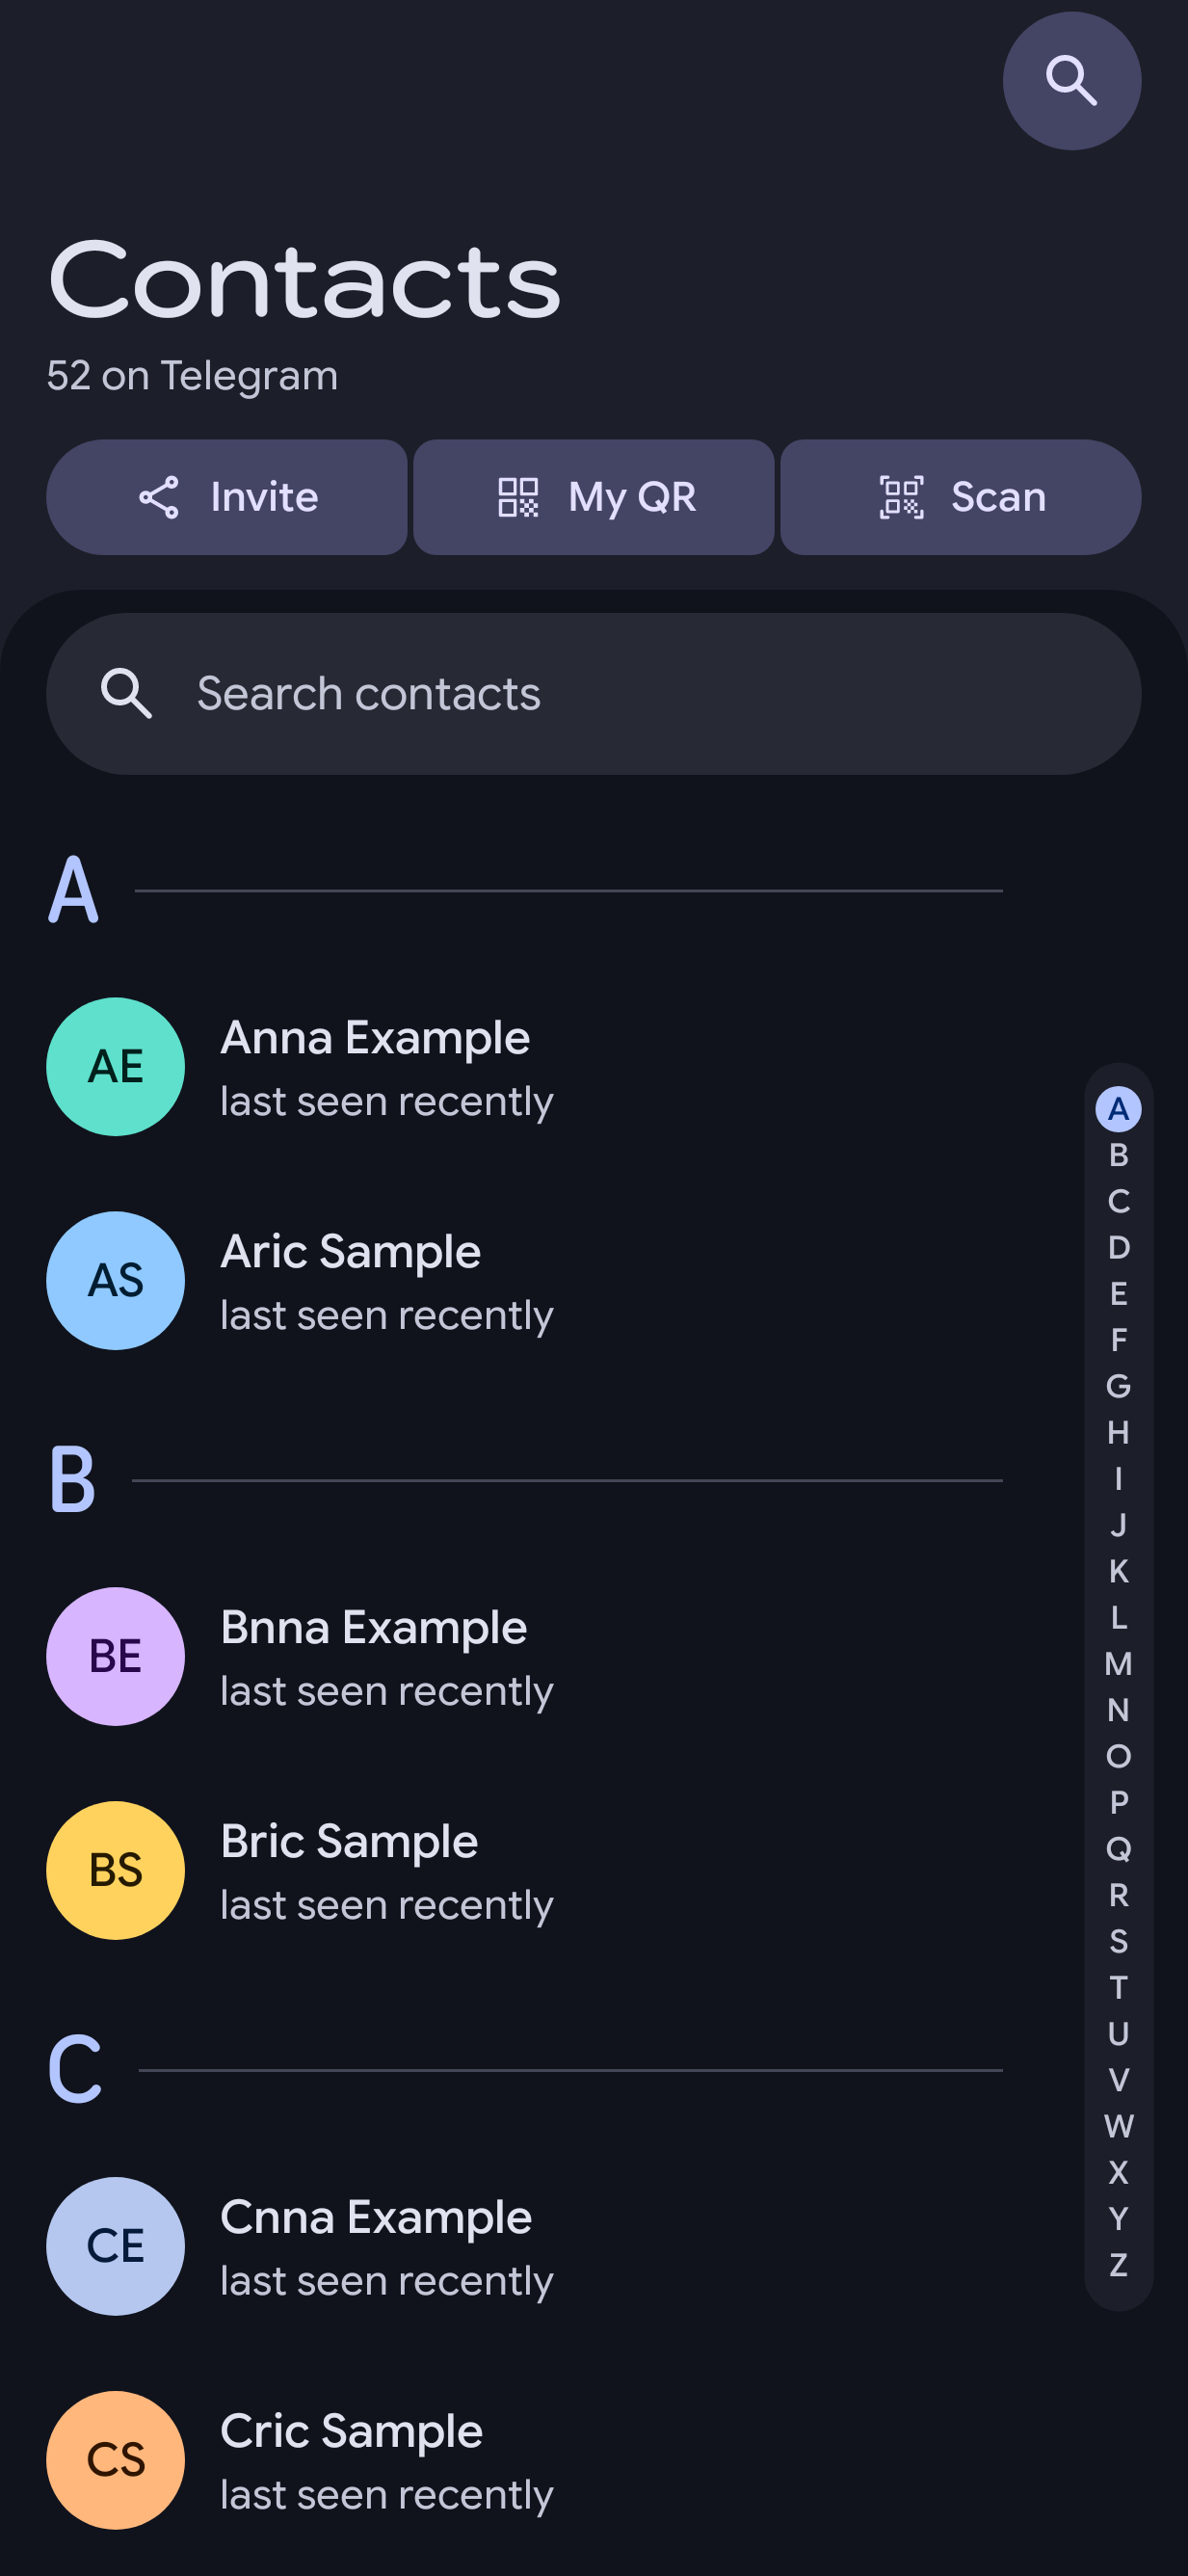 Contacts
52 on Telegram
Invite
My QR
Scan
Search contacts
A
AE
Anna Example
last seen recently
AS
Aric Sample
last seen recently
B
BE
Bnna Example
last seen recently
BS
Bric Sample
last seen recently
C
CE
Cnna Example
last seen recently
CS
Cric Sample
last seen recently
A
B
C
D
E
F
G
H
I
J
K
L
M
N
O
P
Q
R
S
T
U
V
W
X
Y
Z